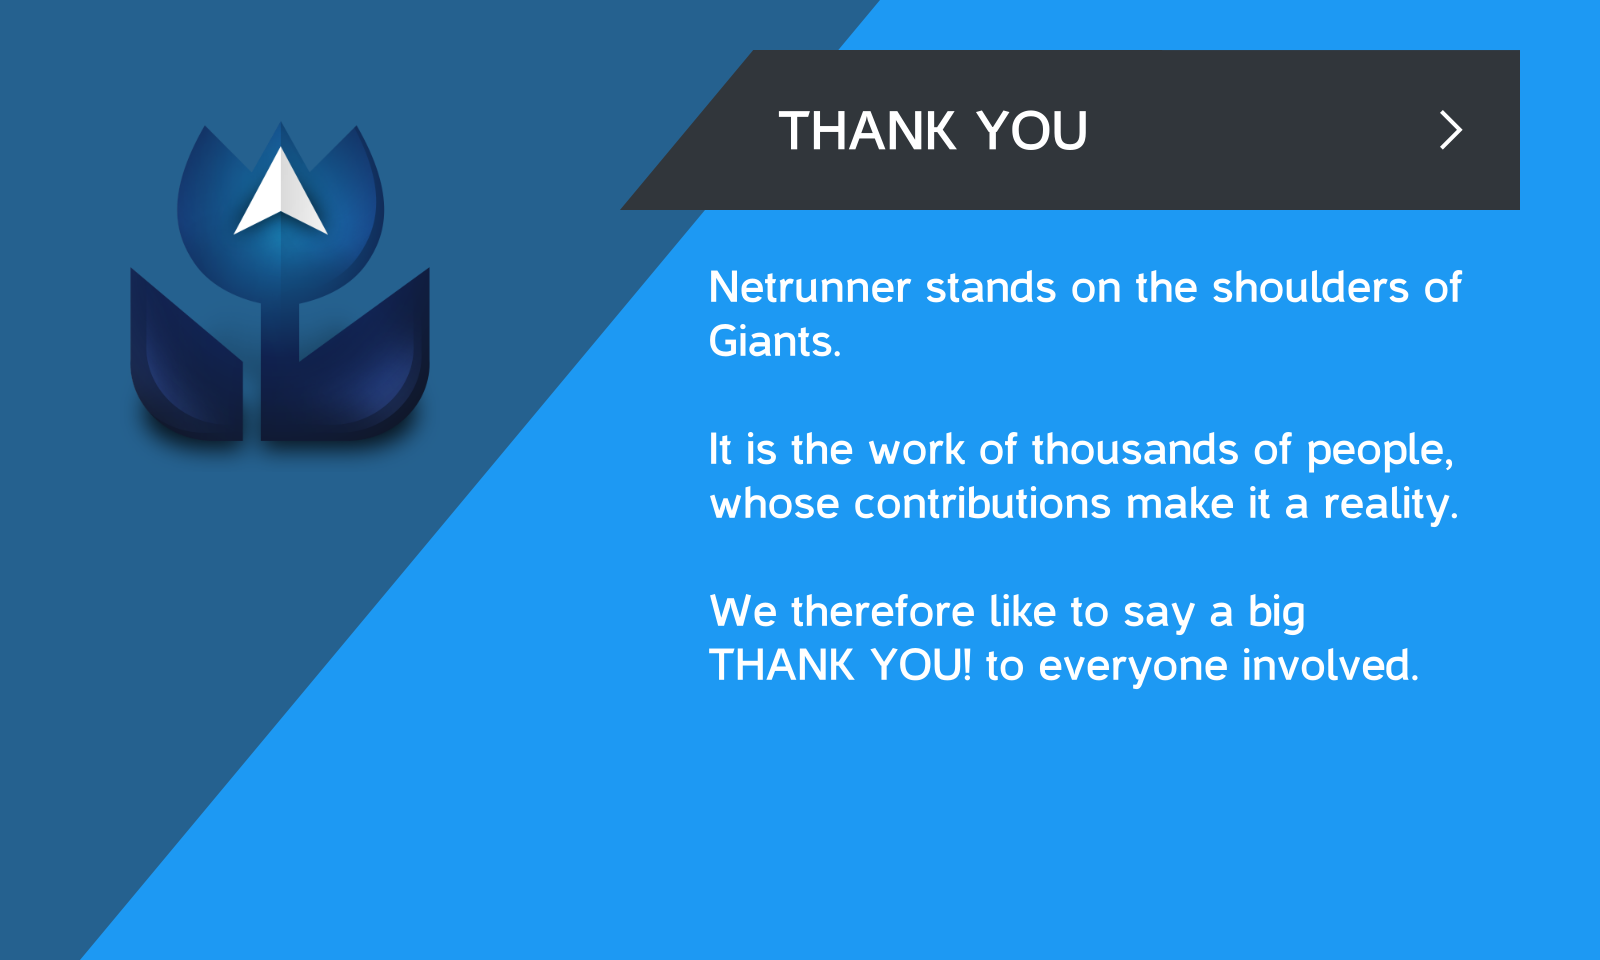 THANK YOU
Netrunner stands on the shoulders of
Giants.
It is the work of thousands of people,
whose contributions make it a reality.
We therefore like to say a big
THANK YOU! to everyone involved.